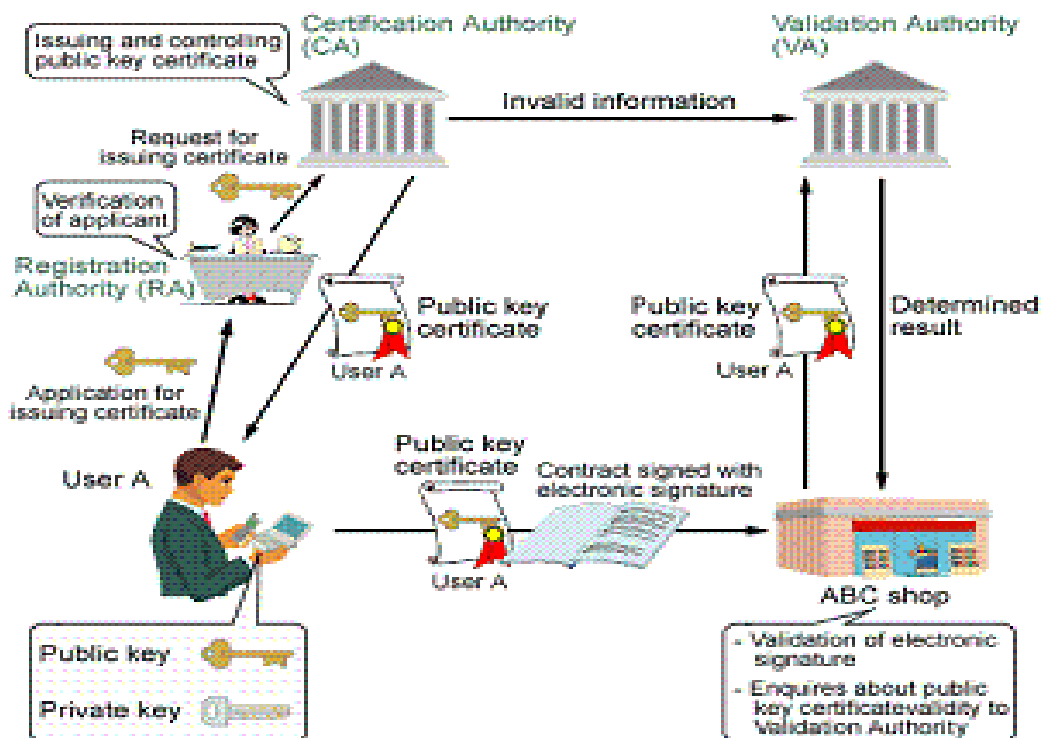 Certification Authority
(CA)
Validation Authority
(VA)
Issuing and controlling
public key certificate
Invalid information
Request for
issuing certificate
Verification
of applicant
Registration
Authority (RA)
Public key
certificate
User A
Public key
certificate
User A
Determined
result
Application for
issuing certificate
User A
Public key
certificate
User A
Contract signed with
electronic signature
ABC shop
Public key
Private key
- Validation of electronic
signature
- Enquires about public
key certificatevalidity to
Validation Authority